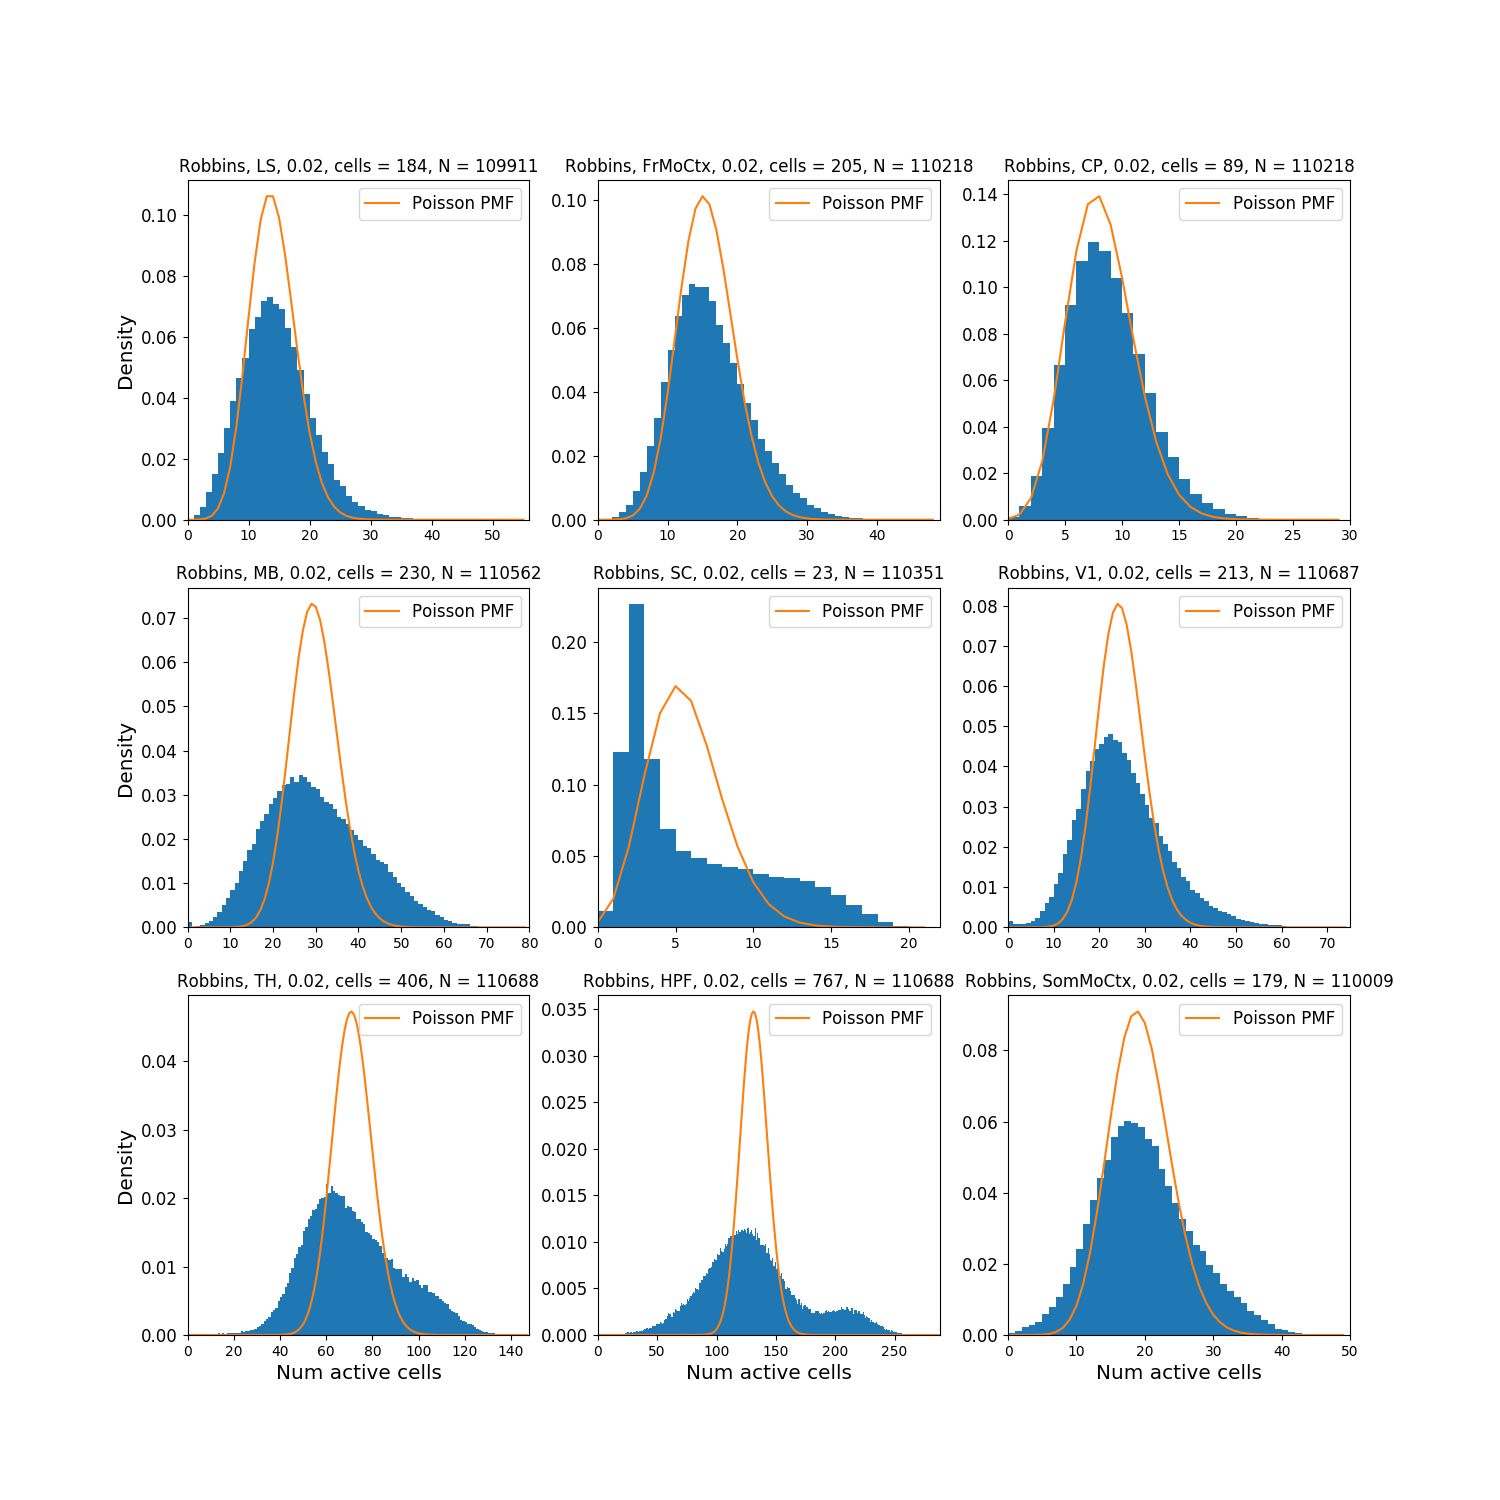 Robbins, LS, 0.02, cells = 184, N = 109911
Robbins, FrMoCtx, 0.02, cells = 205, N = 110218
Robbins, CP, 0.02, cells = 89, N = 110218
Poisson PMF
Poisson PMF
Poisson PMF
Density
0.10
0.08
0.06
0.04
0.02
0.00
0 10 20 30 40 50
0.10
0.08
0.06
0.04
0.02
0.00
0 10 20 30 40
0.14
0.12
0.10
0.08
0.06
0.04
0.02
0.00
0 5 10 15 20 25 30
Robbins, MB, 0.02, cells = 230, N = 110562
Robbins, SC, 0.02, cells = 23, N = 110351
Robbins, V1, 0.02, cells = 213, N = 110687
Poisson PMF
Poisson PMF
Poisson PMF
Density
0.07
0.06
0.05
0.04
0.03
0.02
0.01
0.00
0 10 20 30 40 50 60 70 80
0.20
0.15
0.10
0.05
0.00
0 5 10 15 20
0.08
0.07
0.06
0.05
0.04
0.03
0.02
0.01
0.00
0 10 20 30 40 50 60 70
Robbins, TH, 0.02, cells = 406, N = 110688
Robbins, HPF, 0.02, cells = 767, N = 110688
Robbins, SomMoCtx, 0.02, cells = 179, N = 110009
Poisson PMF
Poisson PMF
Poisson PMF
Density
0.04
0.03
0.02
0.01
0.00
0 20 40 60 80 100 120 140
Num active cells
0.035
0.030
0.025
0.020
0.015
0.010
0.005
0.000
0 50 100 150 200 250
Num active cells
0.08
0.06
0.04
0.02
0.00
0 10 20 30 40 50
Num active cells